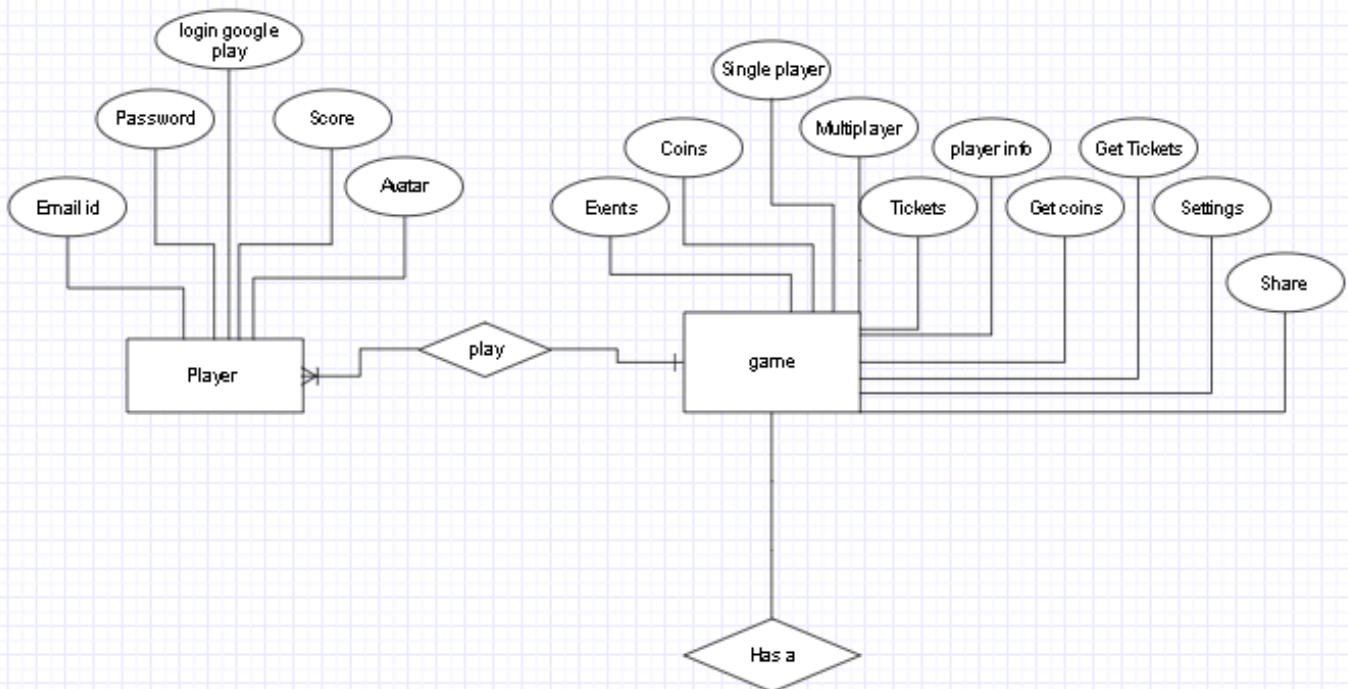 login google
play
Single player
Password
Score
Multiplayer
Coins
player info
Get Tickets
Avatar
Email id
Events
Tickets
Get coins
Settings
Share
play
game
Player
Has a